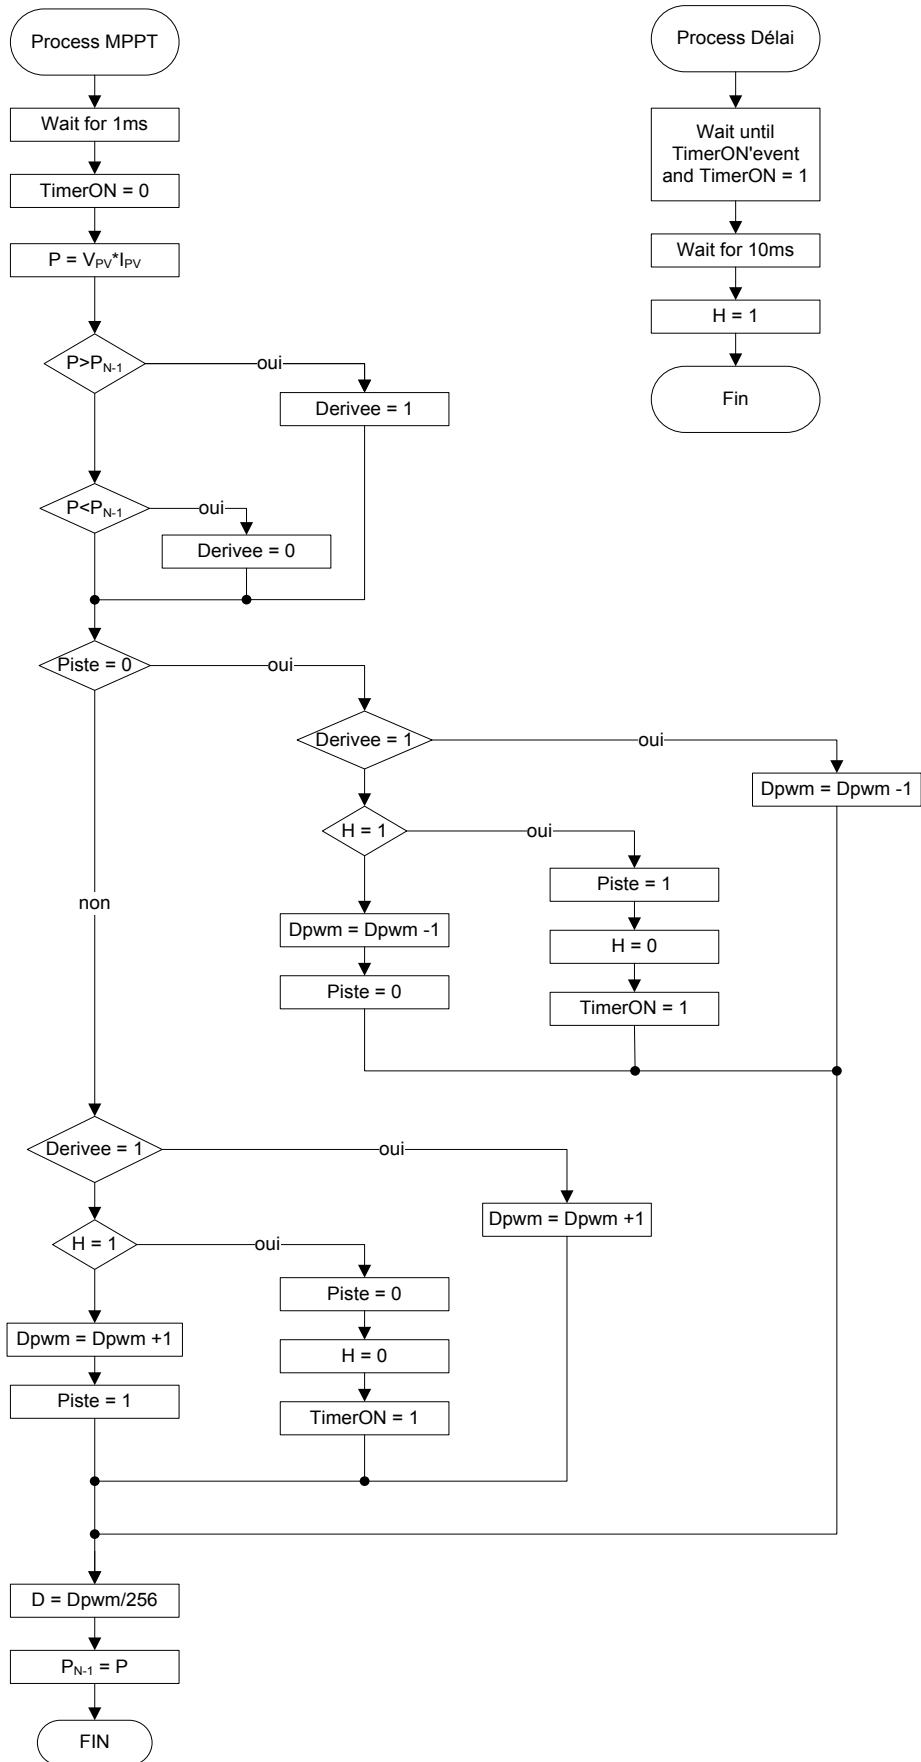 Process MPPT
Wait for 1ms
TimerON = 0
P = VPV*IPV
P>PN-1
oui
Derivee = 1
P<PN-1
oui
Derivee = 0
Piste = 0
oui
Derivee = 1
oui
Dpwm = Dpwm -1
H = 1
oui
Piste = 1
non
Dpwm = Dpwm -1
H = 0
Piste = 0
TimerON = 1
Derivee = 1
oui
Dpwm = Dpwm +1
H = 1
oui
Piste = 0
Dpwm = Dpwm +1
H = 0
Piste = 1
TimerON = 1
D = Dpwm/256
PN-1 = P
FIN
Process Délai
Wait until
TimerON'event
and TimerON = 1
Wait for 10ms
H = 1
Fin